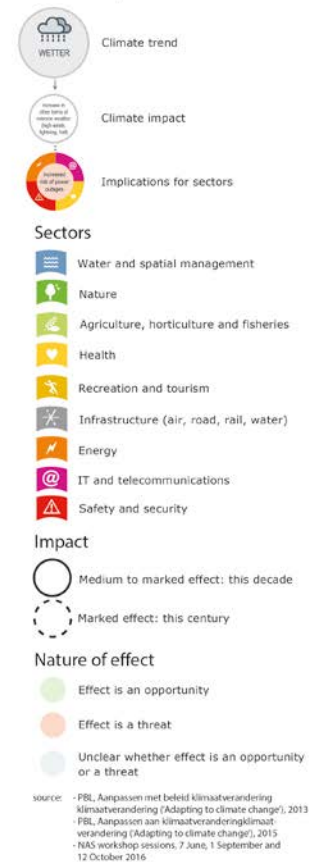 WETTER
Climate trend
Increase in
other forms of
extreme weather
(high winds,
lightning, hail)
Climate impact
Increased
risk of power
outages
Implications for sectors
Sectors
Water and spatial management
Nature
Agriculture, horticulture and fisheries
Health
Recreation and tourism
Infrastructure (air, road, rail, water)
Energy
@ IT and telecommunications
Safety and security
Impact
Medium to marked effect: this decade
Marked effect: this century
Nature of effect
Effect is an opportunity
Effect is a threat
Unclear whether effect is an opportunity
or a threat
source: - PBL, Aanpassen met beleid klimaatverandering
klimaatverandering ('Adapting to climate change'), 2013
- PBL, Aanpassen aan klimaatveranderingklimaat-
verandering ('Adapting to climate change'), 2015
- NAS workshop sessions, 7 June, 1 September and
12 October 2016